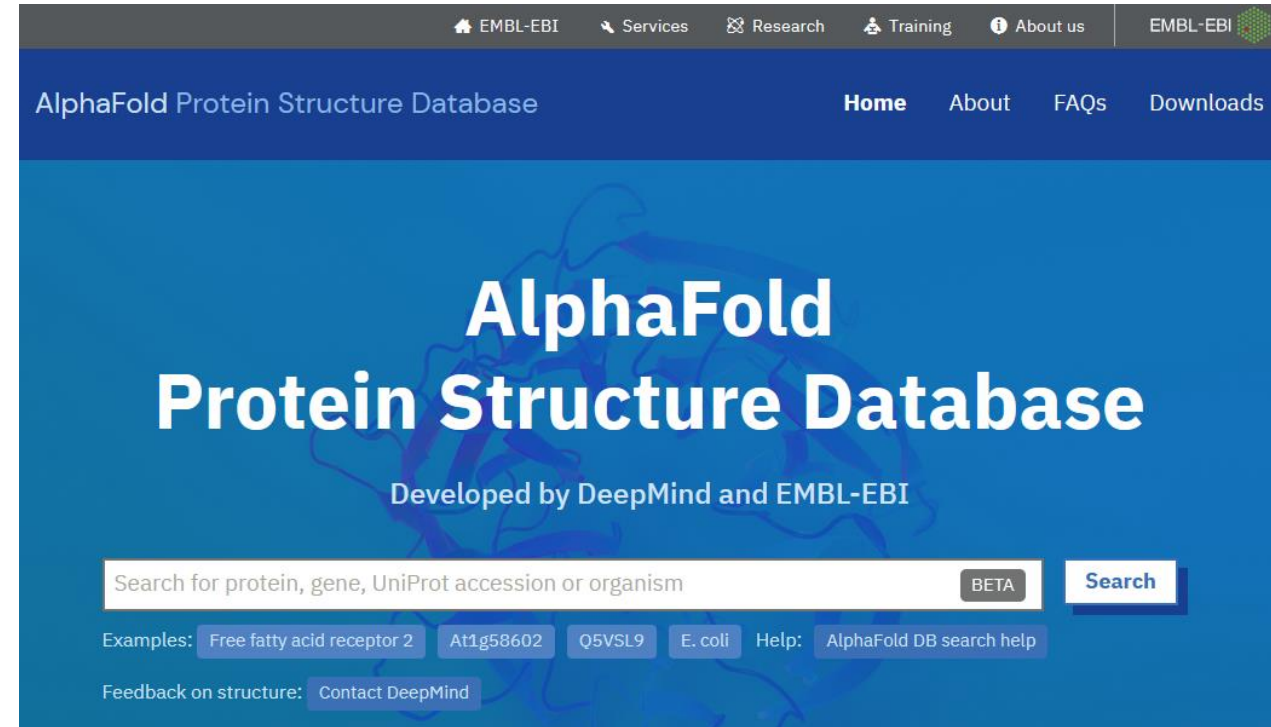 EMBL-EBI Services Research Training About us EMBL-EBI
AlphaFold Protein Structure Database Home About FAQs Downloads
AlphaFold
Protein Structure Database
Developed by DeepMind and EMBL-EBI
Search for protein, gene, UniProt accession or organism BETA Search
Examples: Free fatty acid receptor 2 At1g58602 Q5VSL9 E. coli Help: AlphaFold DB search help
Feedback on structure: Contact DeepMind